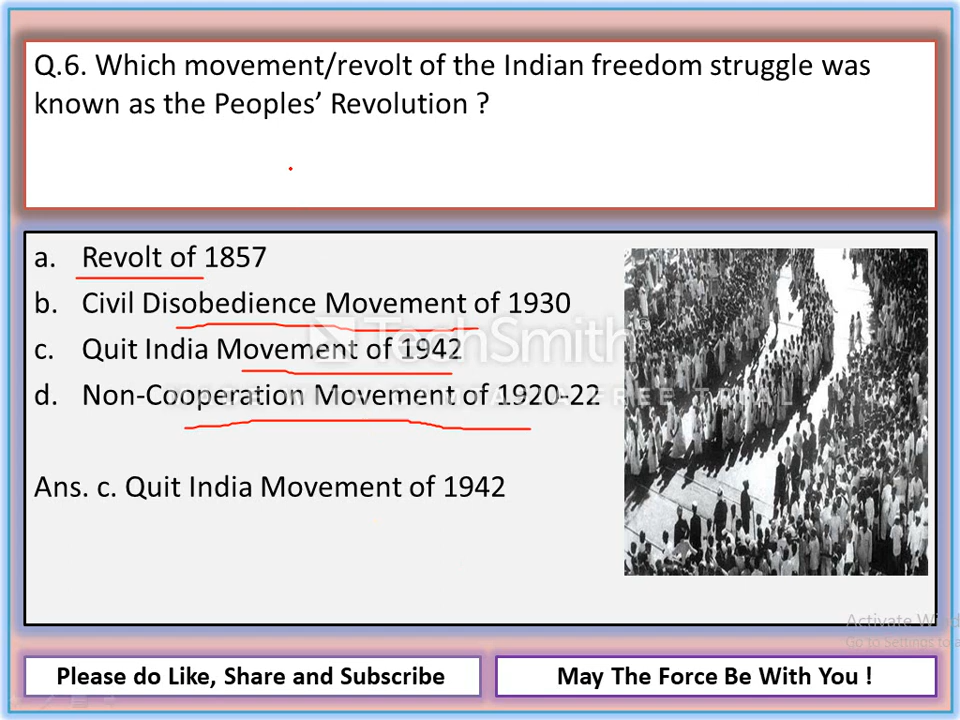 Q.6. Which movement/revolt of the Indian freedom struggle was
known as the Peoples’ Revolution ?
a. Revolt of 1857
b. Civil Disobedience Movement of 1930
c. Quit India Movement of 1942
d. Non-Cooperation Movement of 1920-22
Ans. c. Quit India Movement of 1942
TechSmith
Please do Like, Share and Subscribe
May The Force Be With You !